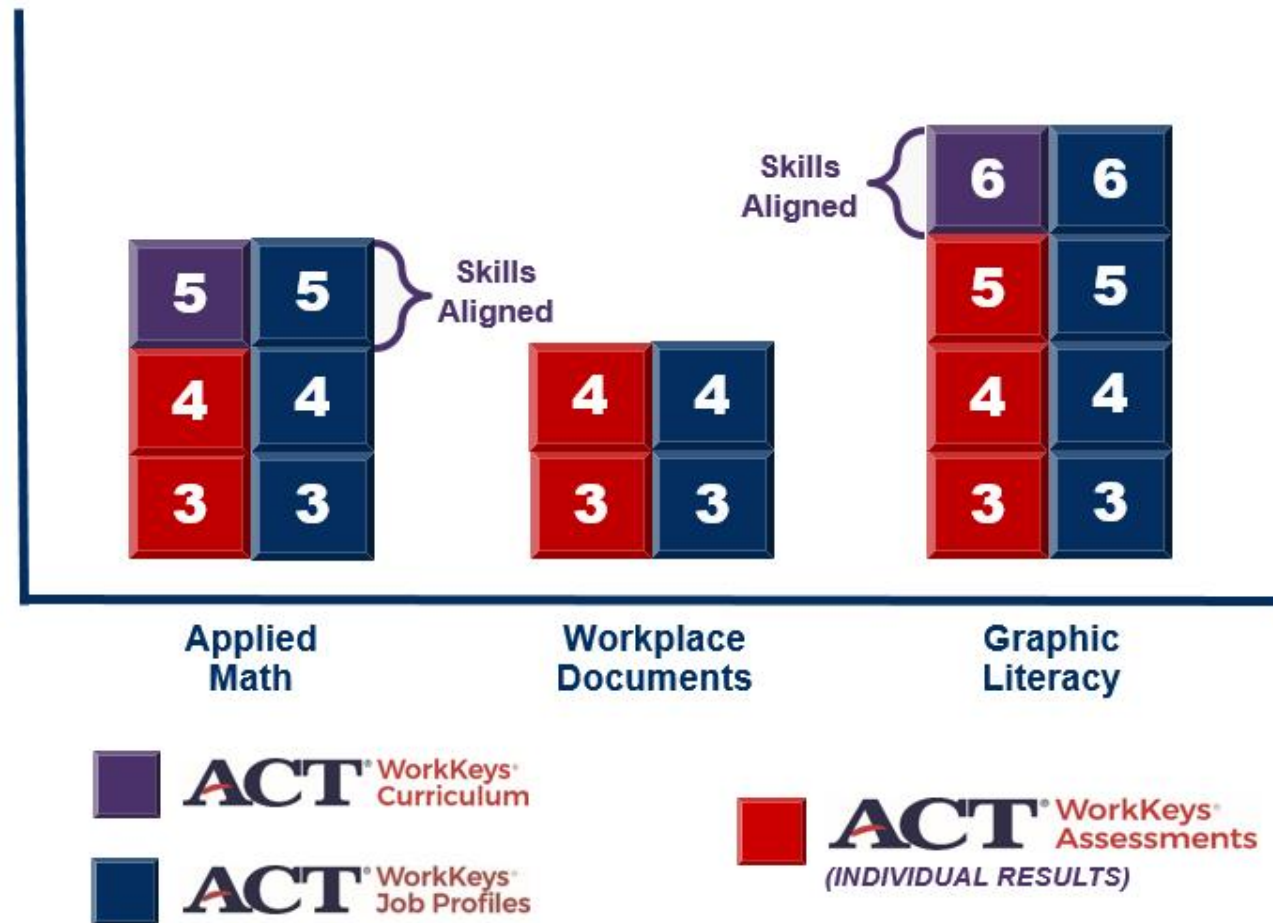 6 6
Skills
Aligned
5 5
Skills
Aligned
5 5
4 4
4 4
4 4
3 3
3 3
3 3
Applied
Math
Workplace
Documents
Graphic
Literacy
ACT® WorkKeys®
Curriculum
ACT® WorkKeys®
Assessments
(INDIVIDUAL RESULTS)
ACT® WorkKeys®
Job Profiles